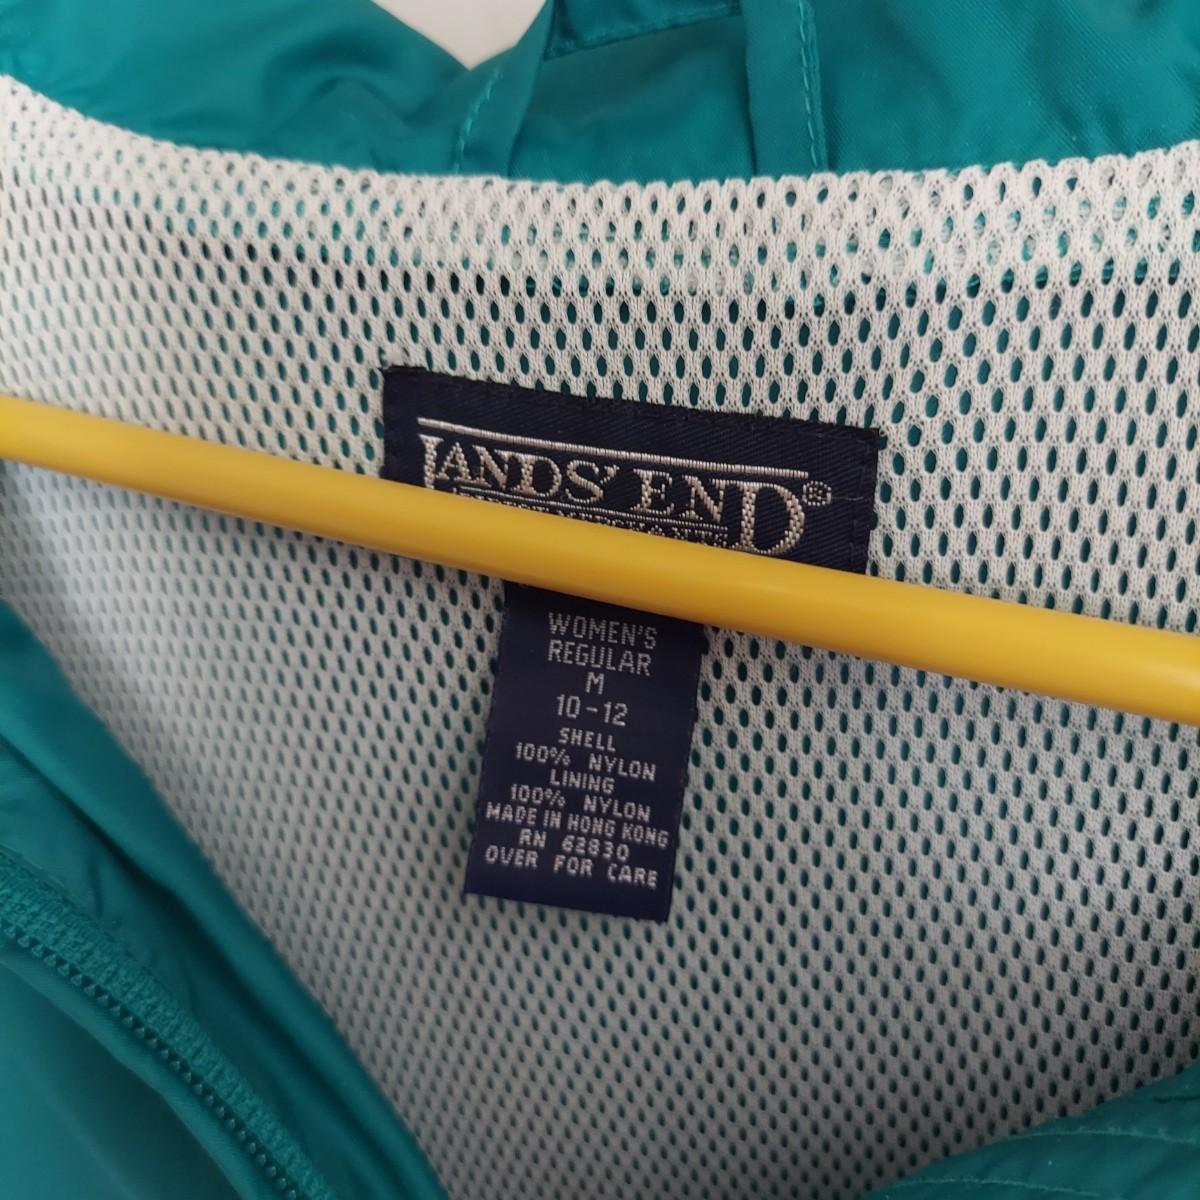 LANDS' END®
WOMEN'S
REGULAR
M
10-12
SHELL
100% NYLON
LINING
100% NYLON
MADE IN HONG KONG
RN 62830
OVER FOR CARE